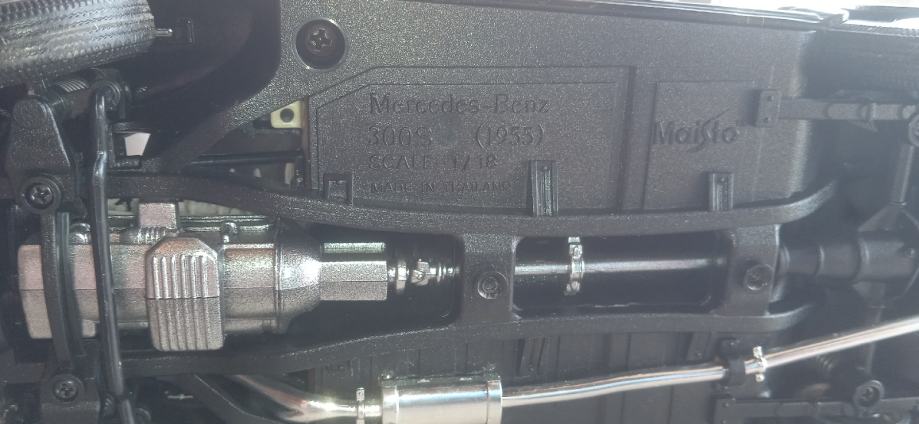 Mercedes-Benz
300S (1955)
SCALE 1/18
MADE IN THAILAND
Maisto